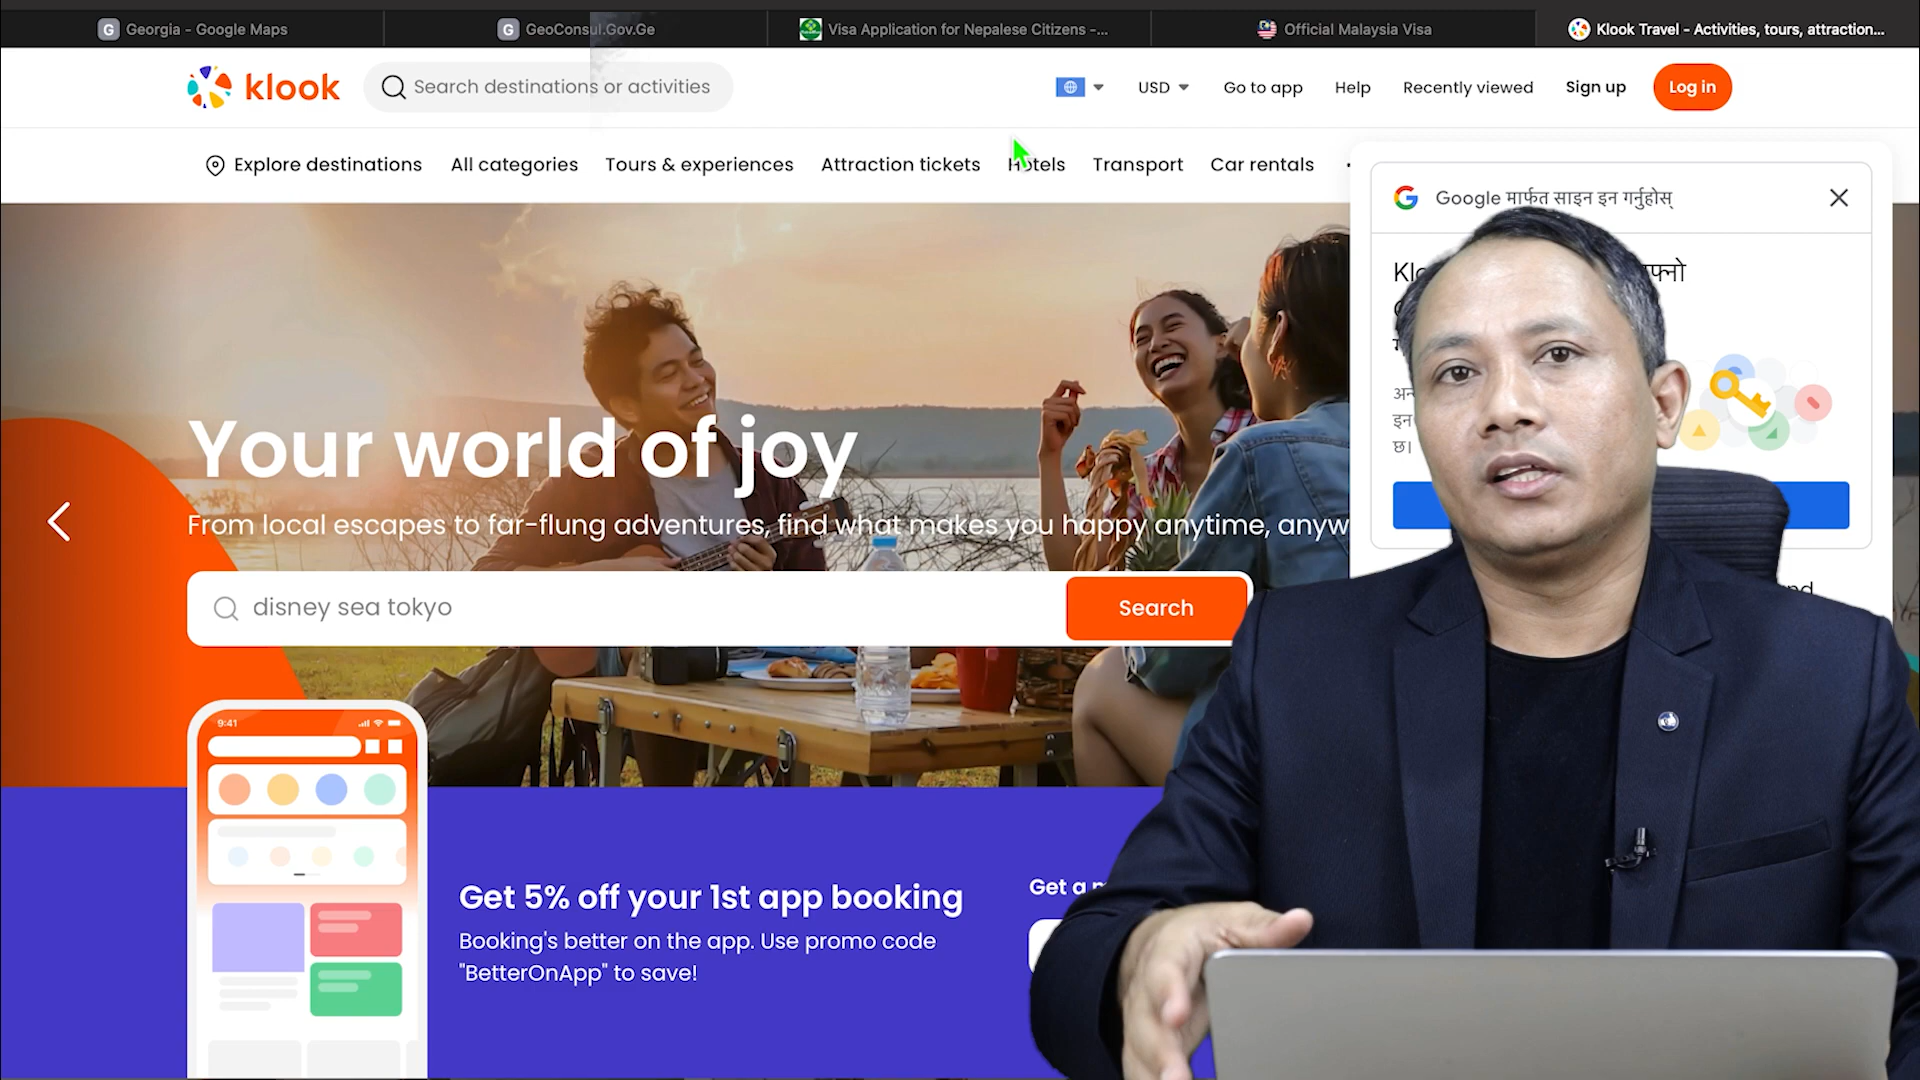 Georgia - Google Maps
GeoConsul.Gov.Ge
Visa Application for Nepalese Citizens -...
Official Malaysia Visa
Klook Travel - Activities, tours, attraction...
klook
Search destinations or activities
USD
Go to app
Help
Recently viewed
Sign up
Log in
Explore destinations
All categories
Tours & experiences
Attraction tickets
Hotels
Transport
Car rentals
Google मार्फत साइन इन गर्नुहोस्
Your world of joy
From local escapes to far-flung adventures, find what makes you happy anytime, anyw
disney sea tokyo
Search
9:41
Get 5% off your 1st app booking
Booking's better on the app. Use promo code
"BetterOnApp" to save!
Get a